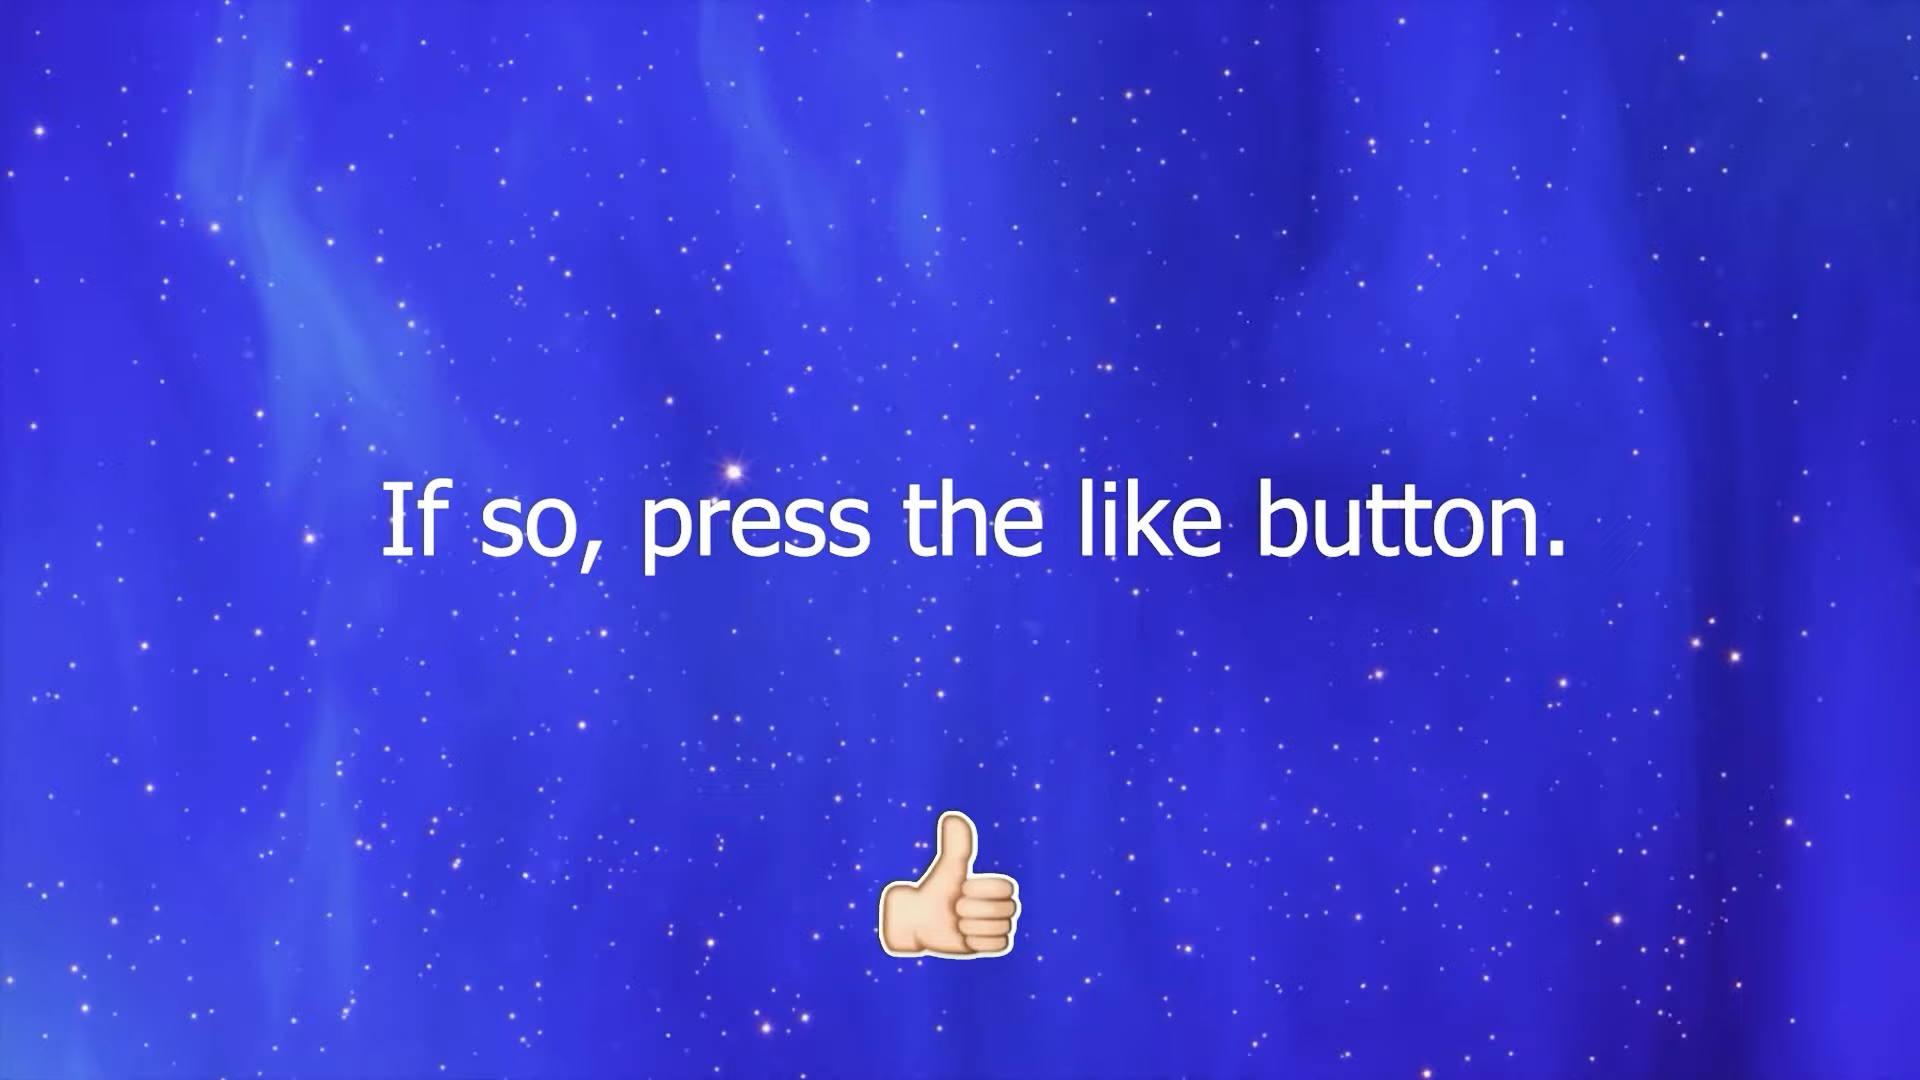 If so, press the like button.